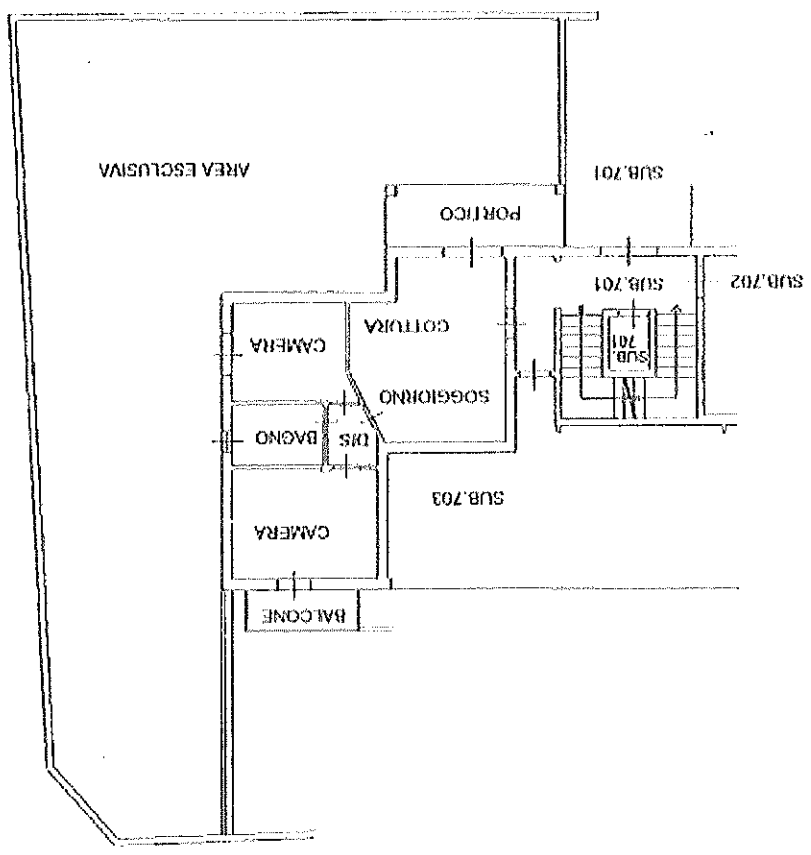 BALCONE
CAMERA
SUB.703
BAGNO
DIS
SOGGIORNO
CAMERA
COTTURA
SUB.
701
SUB.701
SUB.702
PORTICO
AREA ESCLUSIVA
SUB.701